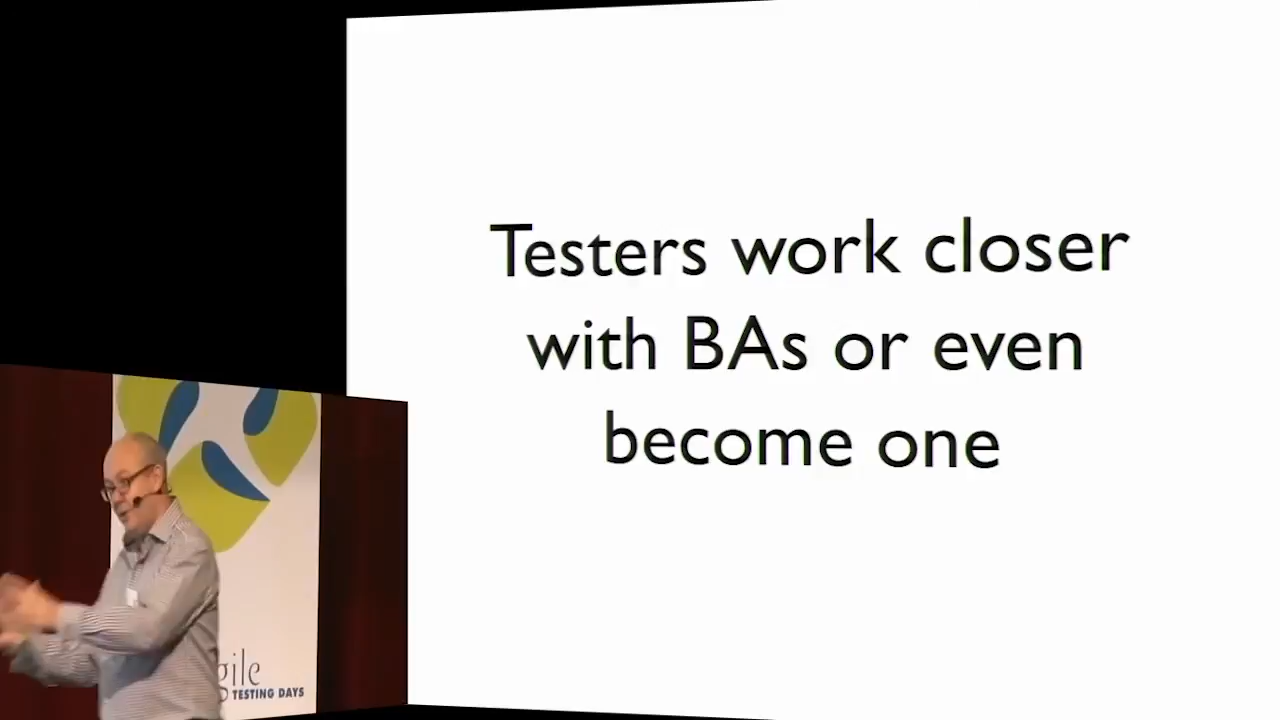 Testers work closer
with BAs or even
become one
gile
TESTING DAYS